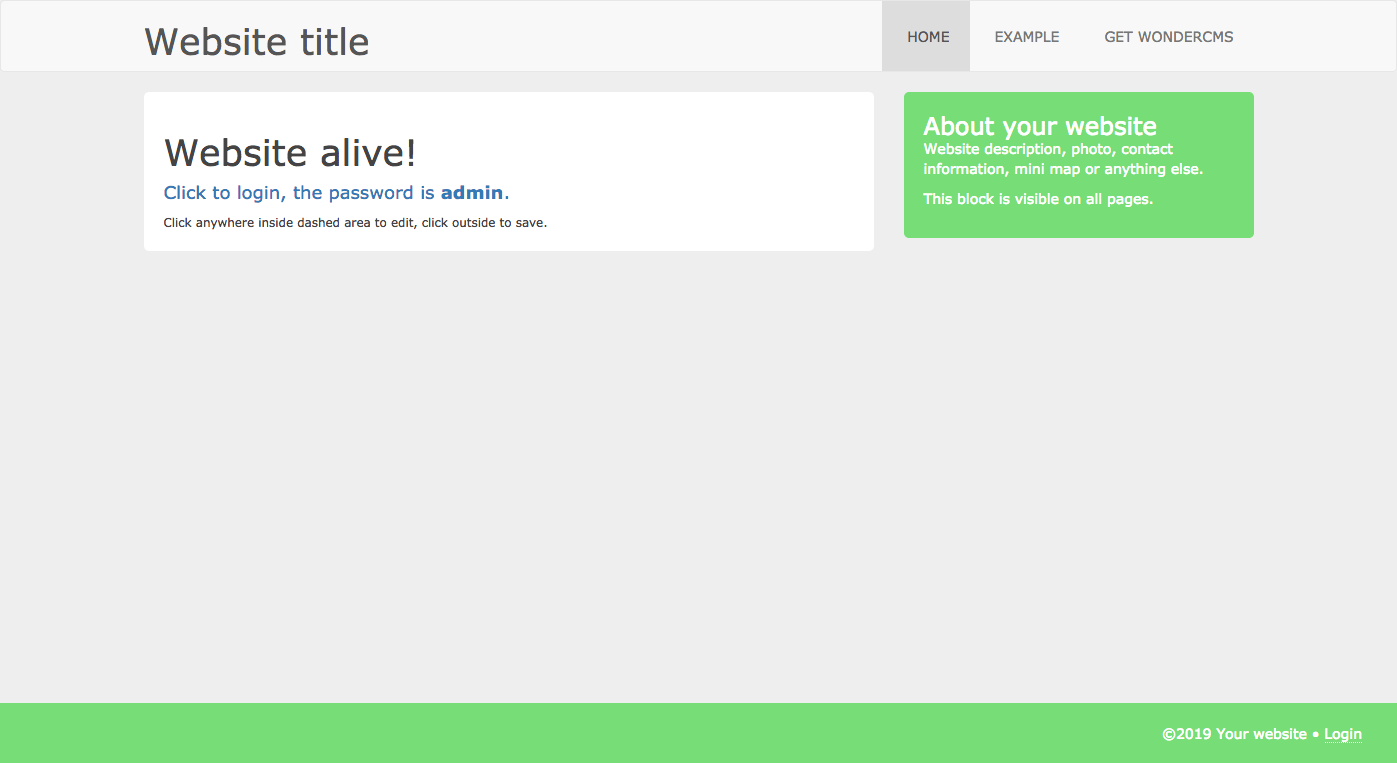 Website title
HOME EXAMPLE GET WONDERCMS
Website alive!
Click to login, the password is admin.
Click anywhere inside dashed area to edit, click outside to save.
About your website
Website description, photo, contact
information, mini map or anything else.
This block is visible on all pages.
©2019 Your website • Login